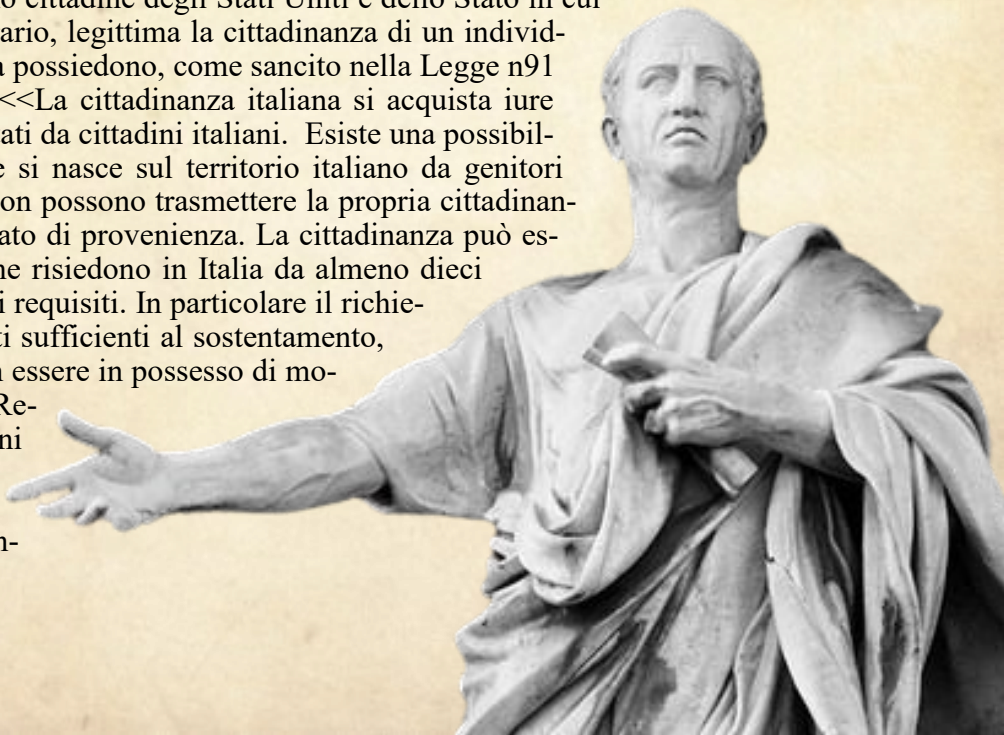 cittadine degli Stati Uniti e dello Stato in cui
ario, legittima la cittadinanza di un individ-
a possiedono, come sancito nella Legge n91
<<La cittadinanza italiana si acquista iure
ati da cittadini italiani. Esiste una possibil-
e si nasce sul territorio italiano da genitori
on possono trasmettere la propria cittadinan-
ato di provenienza. La cittadinanza può es-
ne risiedono in Italia da almeno dieci
i requisiti. In particolare il richie-
ti sufficienti al sostentamento,
essere in possesso di mo-
Re-
ni
n-